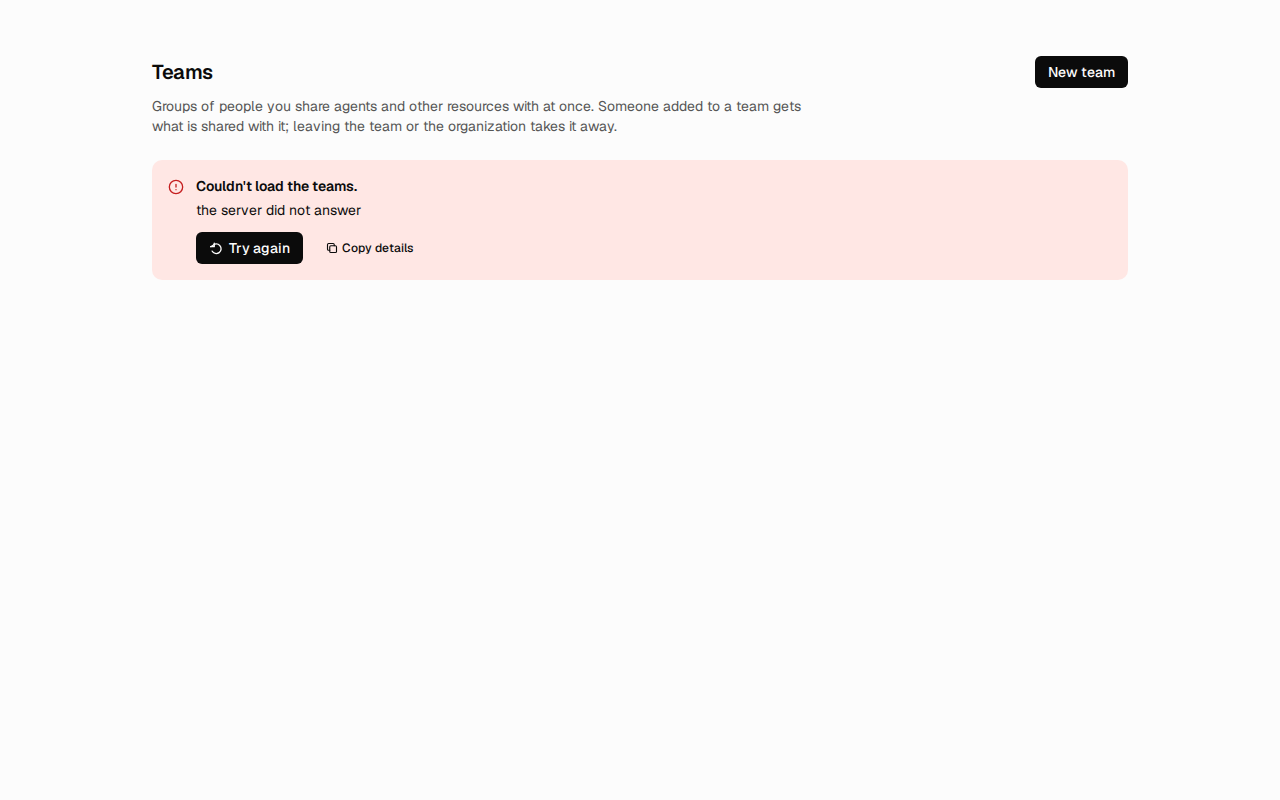 Teams
New team
Groups of people you share agents and other resources with at once. Someone added to a team gets
what is shared with it; leaving the team or the organization takes it away.
Couldn't load the teams.
the server did not answer
Try again
Copy details